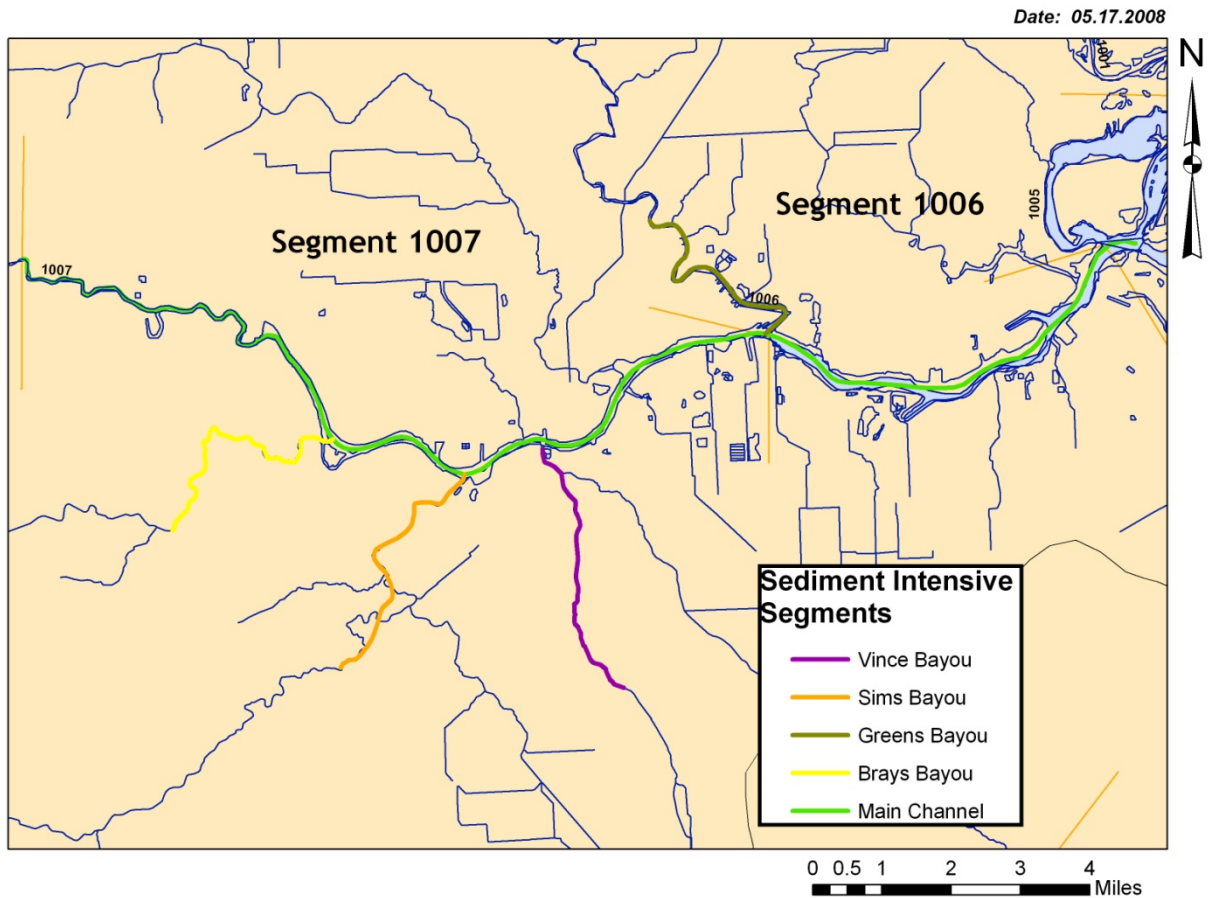 Date: 05.17.2008
N
1001
Segment 1006
1005
Segment 1007
1007
1006
Sediment Intensive
Segments
Vince Bayou
Sims Bayou
Greens Bayou
Brays Bayou
Main Channel
0 0.5 1 2 3 4
Miles